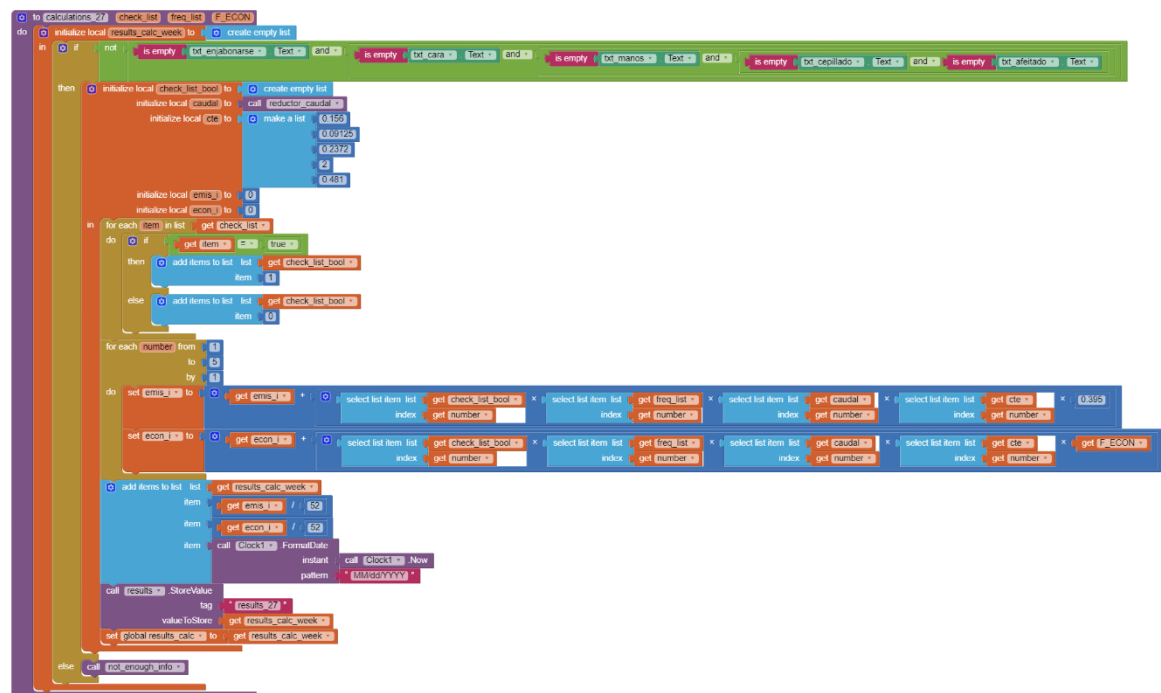 to calculations_27 check_list freq_list F_ECON
do initialize local results_calc_week to create empty list
in if not is empty txt_enjabonarse . Text and is empty txt_cara . Text and is empty txt_manos . Text and is empty txt_cepillado . Text and is empty txt_afeitado . Text
then initialize local check_list_bool to create empty list
initialize local caudal to call reductor_caudal
initialize local cte to make a list 0.156
0.09125
0.2372
2
0.481
initialize local emis_i to 0
initialize local econ_i to 0
in for each item in list get check_list
do if get item = true
then add items to list list get check_list_bool
item 1
else add items to list list get check_list_bool
item 0
for each number from 1
to 5
by 1
do set emis_i to get emis_i + select list item list get check_list_bool × select list item list get freq_list × select list item list get caudal × select list item list get cte × 0.395
index get number index get number index get number index get number
set econ_i to get econ_i + select list item list get check_list_bool × select list item list get freq_list × select list item list get caudal × select list item list get cte × get F_ECON
index get number index get number index get number index get number
add items to list list get results_calc_week
item get emis_i / 52
item get econ_i / 52
item call Clock1 .FormatDate
instant call Clock1 .Now
pattern " MM/dd/YYYY "
call results .StoreValue
tag " results_27 "
valueToStore get results_calc_week
set global results_calc to get results_calc_week
else call not_enough_info